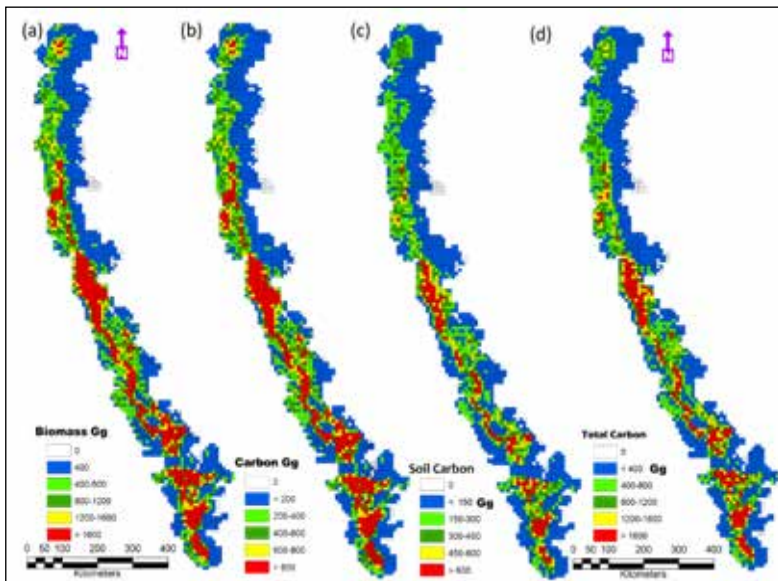 (a)
(b)
(c)
(d)
N
N
Biomass Gg
0
400
400-800
800-1200
1200-1600
> 1600
Carbon Gg
0
< 200
200-400
400-600
600-800
> 800
Soil Carbon
0
< 150 Gg
150-300
300-400
450-600
> 600
Total Carbon
0
< 400 Gg
400-800
800-1200
1200-1600
> 1600
0 50 100 200 300 400
Kilometers
0 50 100 200 300 400
Kilometers